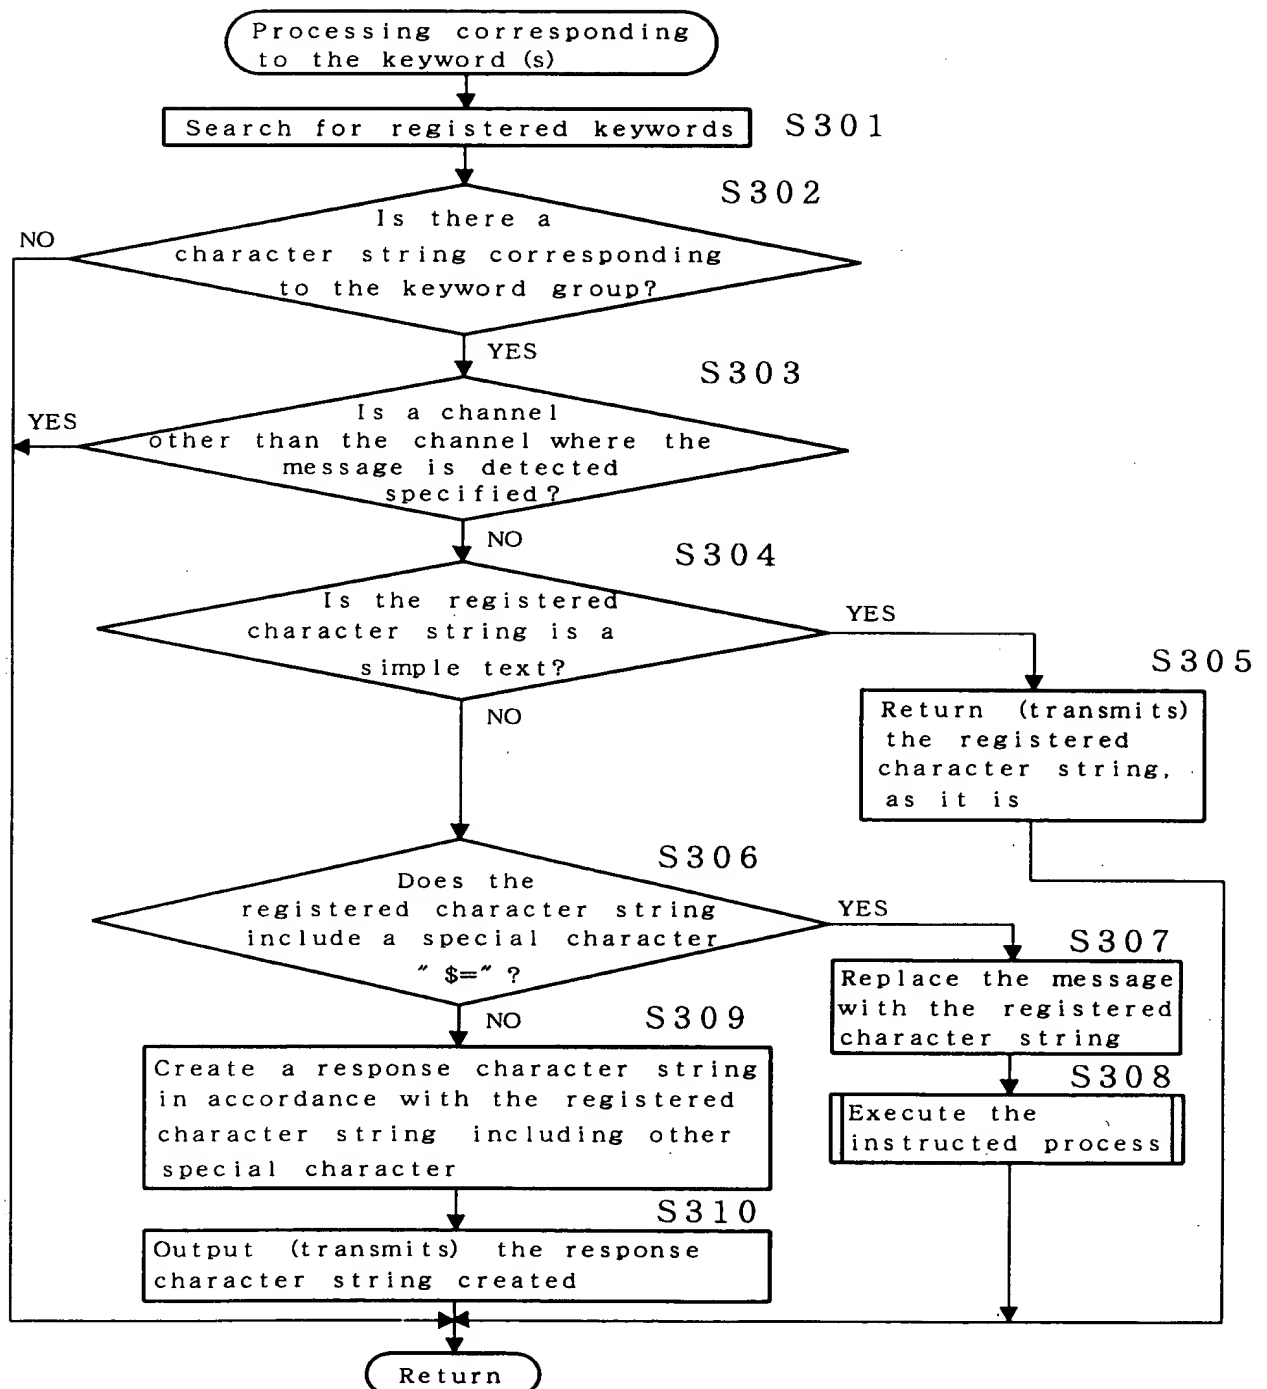 Processing corresponding
to the keyword (s)
Search for registered keywords
S301
S302
Is there a
character string corresponding
to the keyword group?
NO
YES
S303
Is a channel
other than the channel where the
message is detected
specified?
YES
NO
S304
Is the registered
character string is a
simple text?
YES
NO
S305
Return (transmits)
the registered
character string,
as it is
S306
Does the
registered character string
include a special character
" $=" ?
YES
NO
S307
Replace the message
with the registered
character string
S308
Execute the
instructed process
S309
Create a response character string
in accordance with the registered
character string including other
special character
S310
Output (transmits) the response
character string created
Return